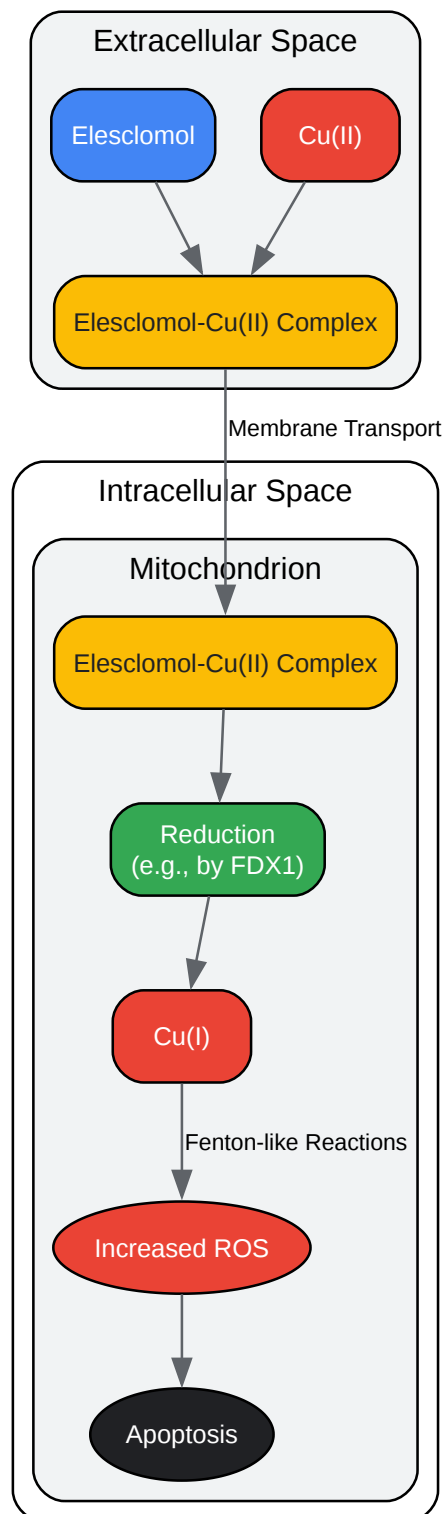 Extracellular Space
Elesclomol
Cu(II)
Elesclomol-Cu(II) Complex
Membrane Transport
Intracellular Space
Mitochondrion
Elesclomol-Cu(II) Complex
Reduction
(e.g., by FDX1)
Cu(I)
Fenton-like Reactions
Increased ROS
Apoptosis